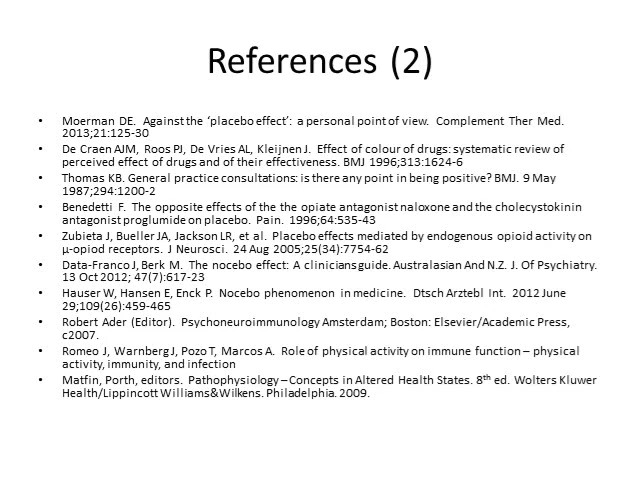 References (2)
• Moerman DE. Against the ‘placebo effect’: a personal point of view. Complement Ther Med.
2013;21:125-30
• De Craen AJM, Roos PJ, De Vries AL, Kleijnen J. Effect of colour of drugs: systematic review of
perceived effect of drugs and of their effectiveness. BMJ 1996;313:1624-6
• Thomas KB. General practice consultations: is there any point in being positive? BMJ. 9 May
1987;294:1200-2
• Benedetti F. The opposite effects of the the opiate antagonist naloxone and the cholecystokinin
antagonist proglumide on placebo. Pain. 1996;64:535-43
• Zubieta J, Bueller JA, Jackson LR, et al. Placebo effects mediated by endogenous opioid activity on
μ-opiod receptors. J Neurosci. 24 Aug 2005;25(34):7754-62
• Data-Franco J, Berk M. The nocebo effect: A clinicians guide. Australasian And N.Z. J. Of Psychiatry.
13 Oct 2012; 47(7):617-23
• Hauser W, Hansen E, Enck P. Nocebo phenomenon in medicine. Dtsch Arztebl Int. 2012 June
29;109(26):459-465
• Robert Ader (Editor). Psychoneuroimmunology Amsterdam; Boston: Elsevier/Academic Press,
c2007.
• Romeo J, Warnberg J, Pozo T, Marcos A. Role of physical activity on immune function – physical
activity, immunity, and infection
• Matfin, Porth, editors. Pathophysiology – Concepts in Altered Health States. 8th ed. Wolters Kluwer
Health/Lippincott Williams&Wilkens. Philadelphia. 2009.